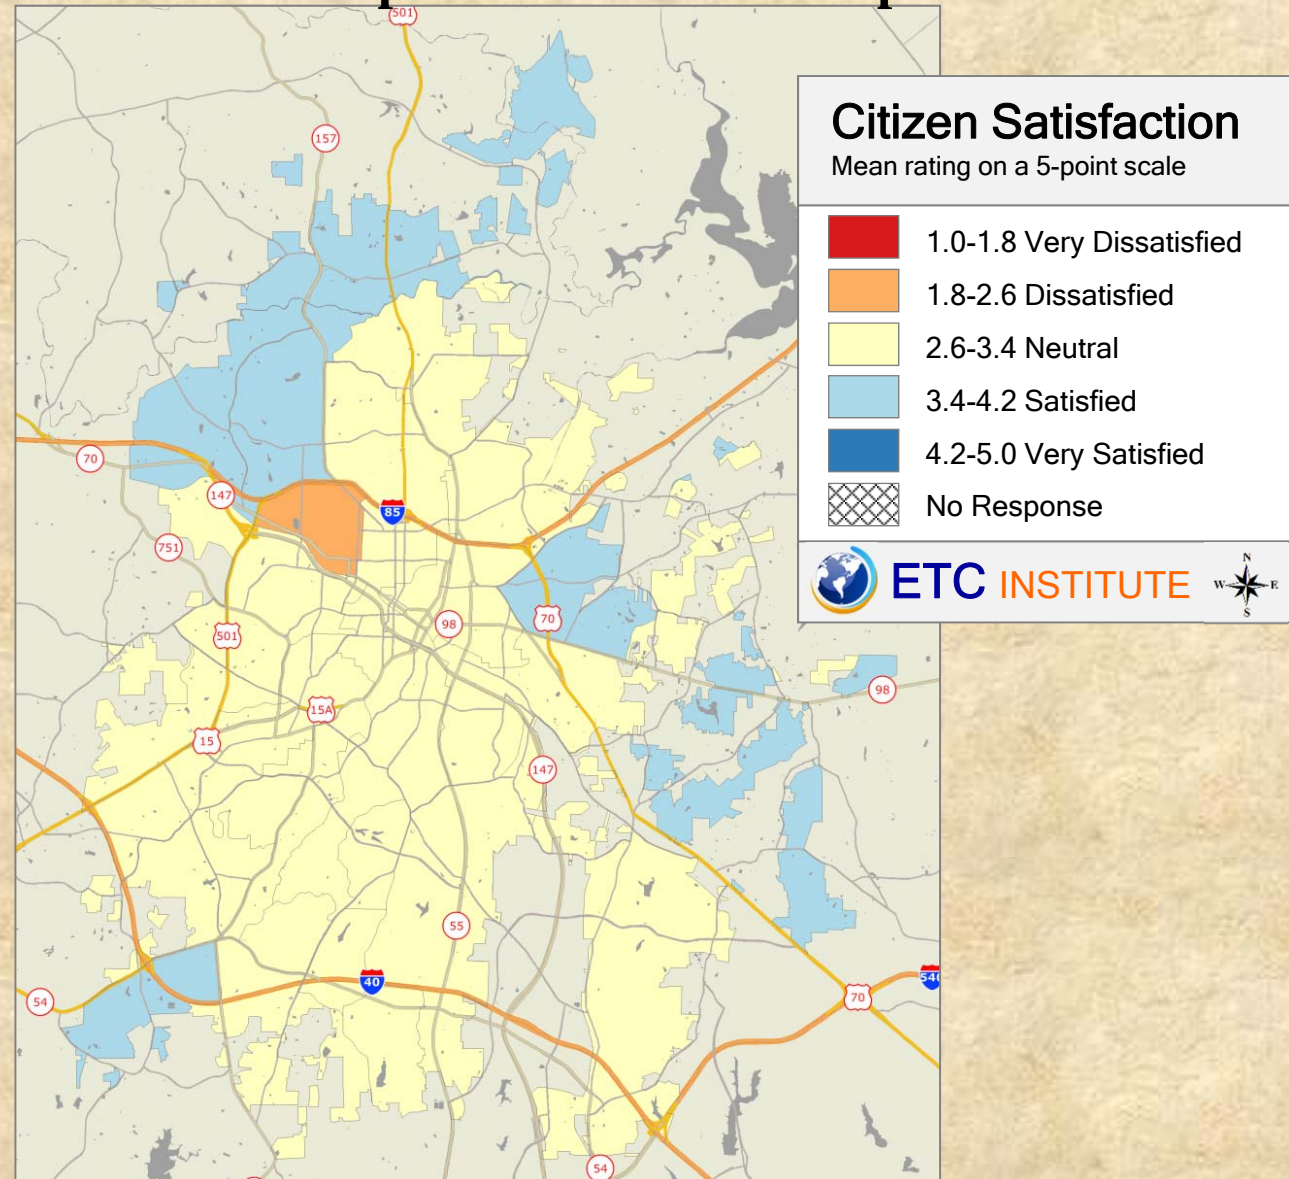 501
157
Citizen Satisfaction
Mean rating on a 5-point scale
1.0-1.8 Very Dissatisfied
1.8-2.6 Dissatisfied
2.6-3.4 Neutral
3.4-4.2 Satisfied
4.2-5.0 Very Satisfied
No Response
ETC INSTITUTE
N
W E
S
70
147
85
751
501
98
70
15A
15
98
147
55
40
54
70
540
54